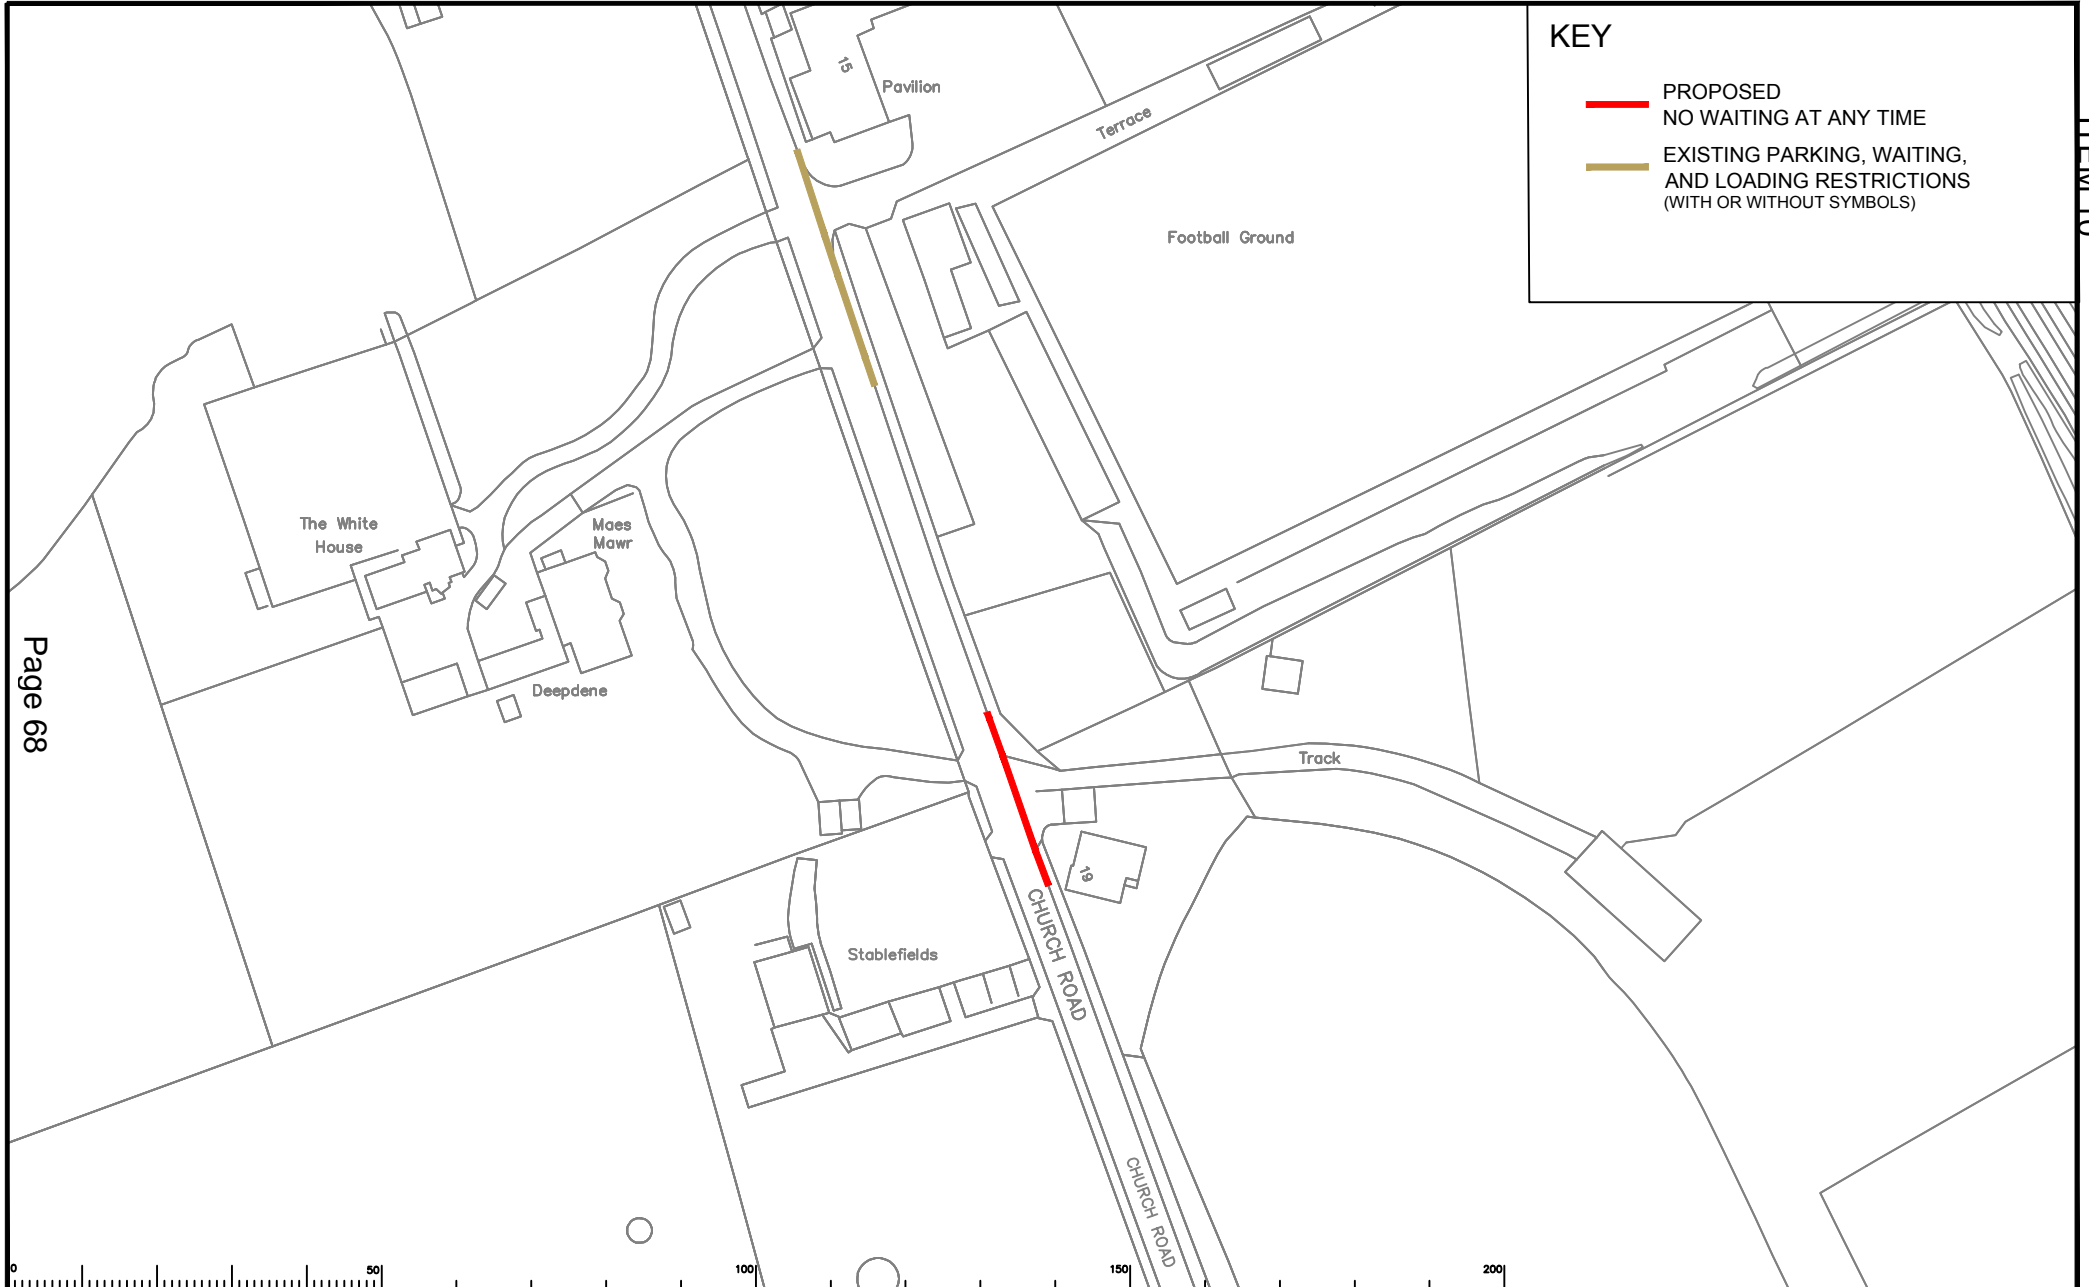 KEY
PROPOSED
NO WAITING AT ANY TIME
EXISTING PARKING, WAITING,
AND LOADING RESTRICTIONS
(WITH OR WITHOUT SYMBOLS)
15
Pavilion
Terrace
Football Ground
The White
House
Maes
Mawr
Deepdene
Page 68
Track
19
CHURCH ROAD
Stablefields
CHURCH ROAD
0
50
100
150
200